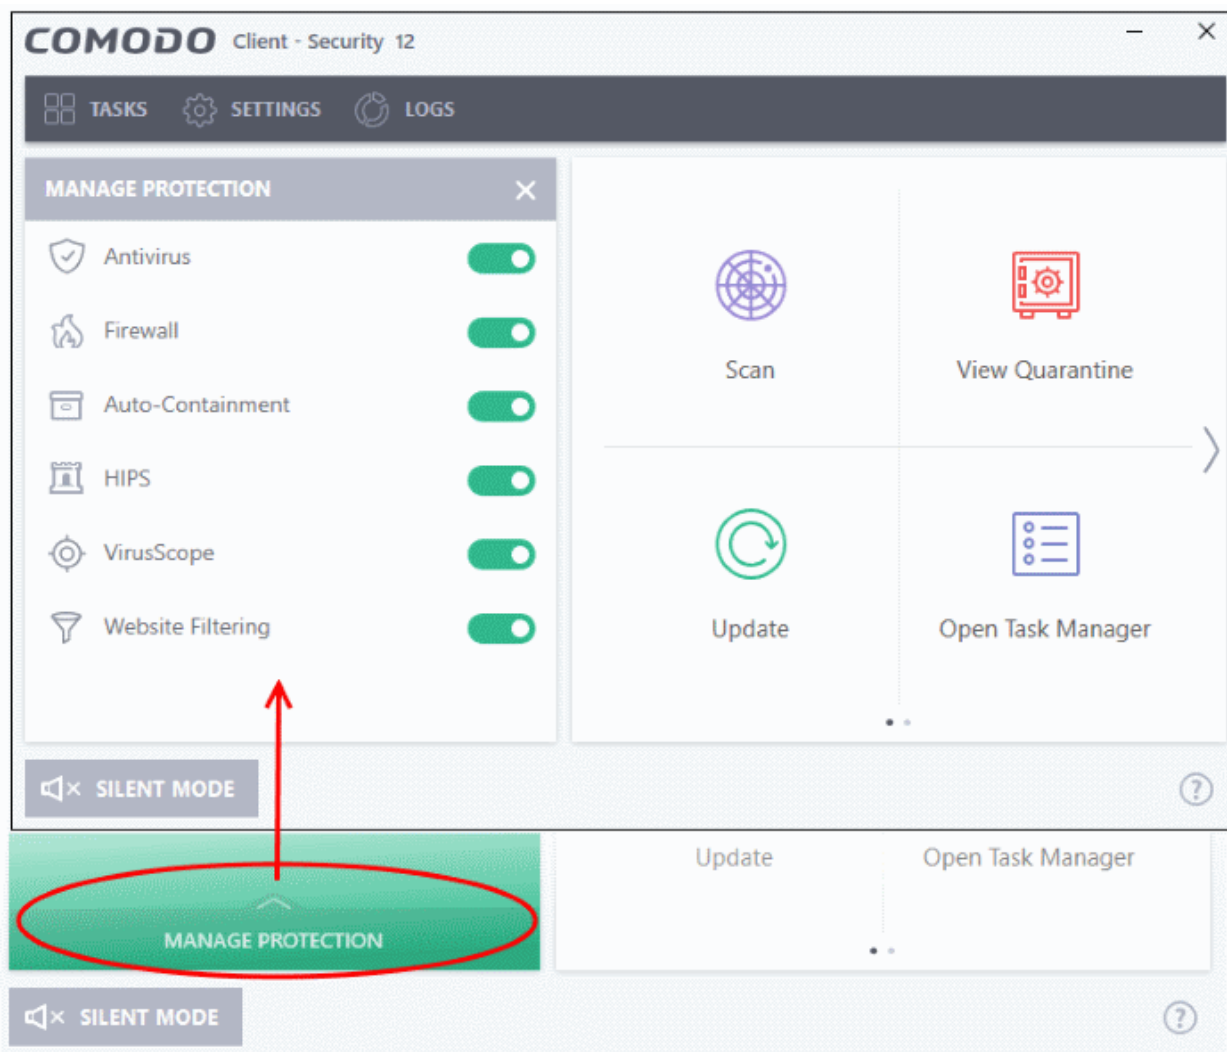 COMODO Client - Security 12
TASKS SETTINGS LOGS
MANAGE PROTECTION
Antivirus
Firewall
Auto-Containment
HIPS
VirusScope
Website Filtering
Scan
View Quarantine
Update
Open Task Manager
SILENT MODE
?
Update
Open Task Manager
MANAGE PROTECTION
SILENT MODE
?